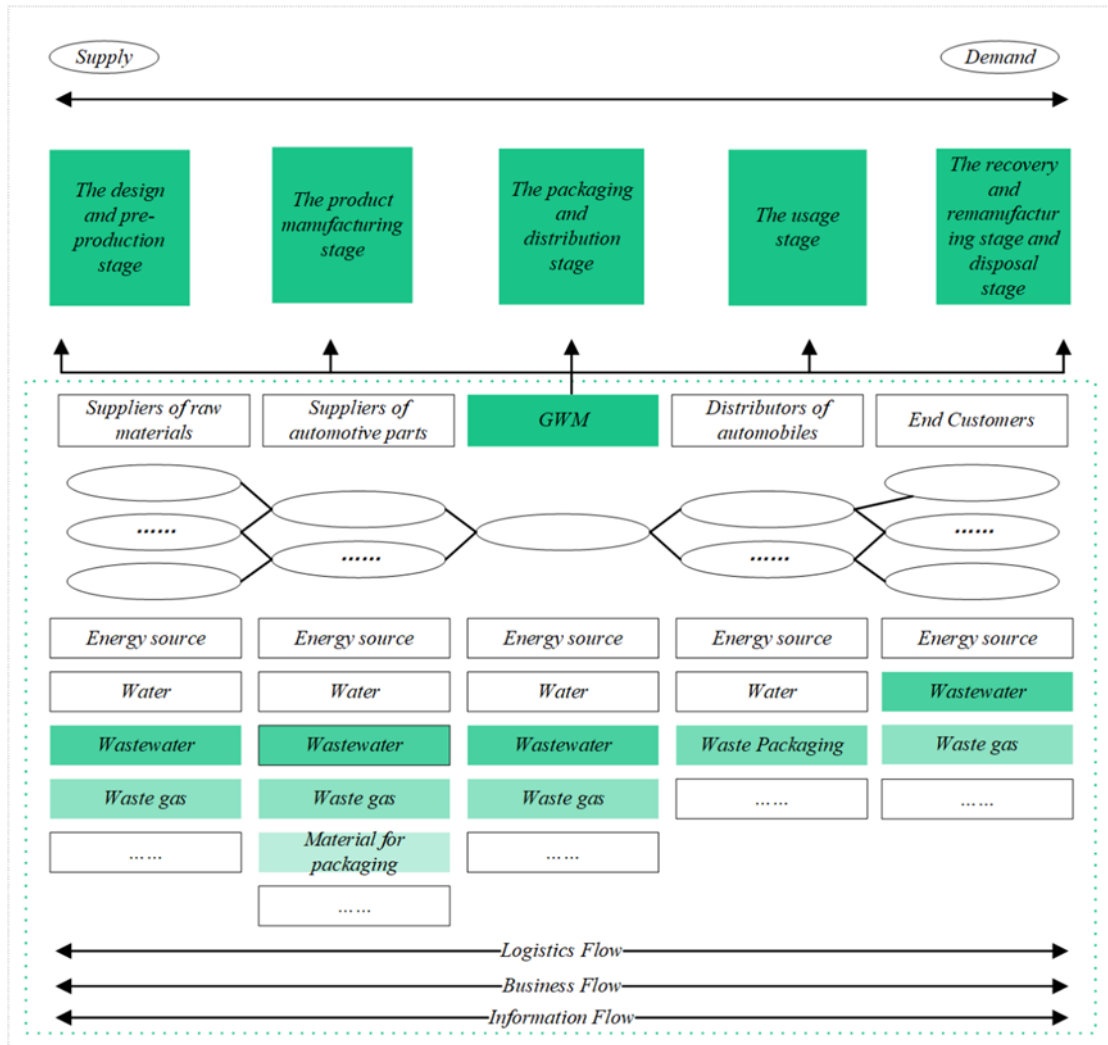 Supply
Demand
The design
and pre-
production
stage
The product
manufacturing
stage
The packaging
and
distribution
stage
The usage
stage
The recovery
and
remanufactur
ing stage and
disposal
stage
Suppliers of raw
materials
Suppliers of
automotive parts
GWM
Distributors of
automobiles
End Customers
......
......
......
......
Energy source
Energy source
Energy source
Energy source
Energy source
Water
Water
Water
Water
Wastewater
Wastewater
Wastewater
Wastewater
Waste Packaging
Waste gas
Waste gas
Waste gas
Waste gas
……
……
……
Material for
packaging
……
……
Logistics Flow
Business Flow
Information Flow